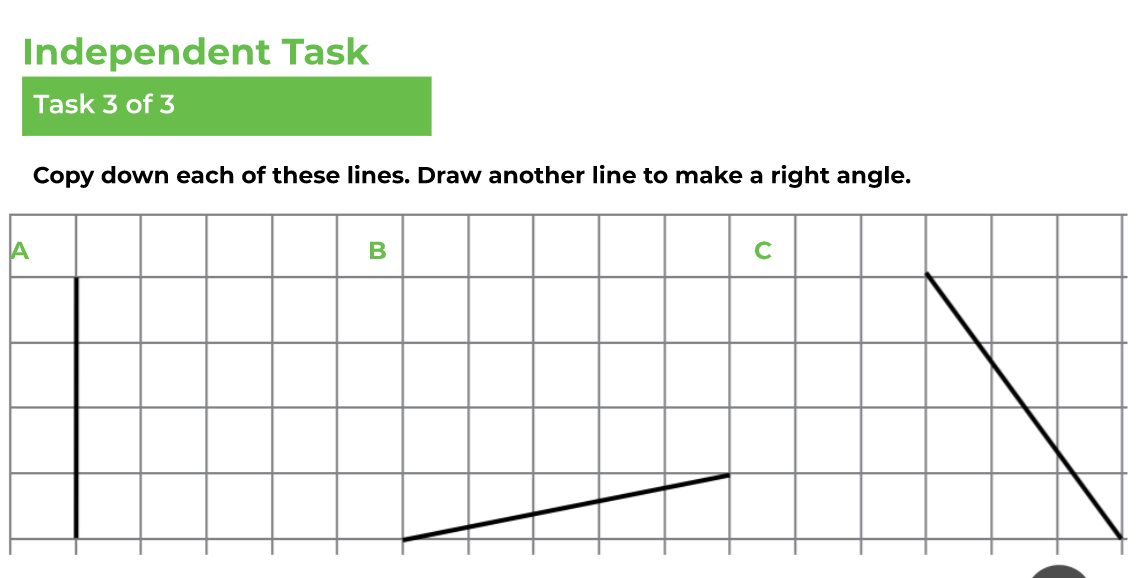 Independent Task
Task 3 of 3
Copy down each of these lines. Draw another line to make a right angle.
A
B
C